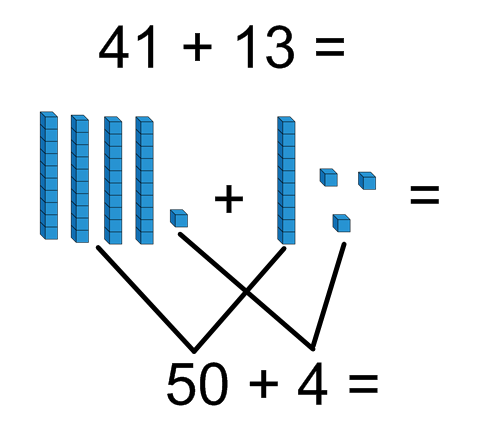 41 + 13 =
+ =
50 + 4 =